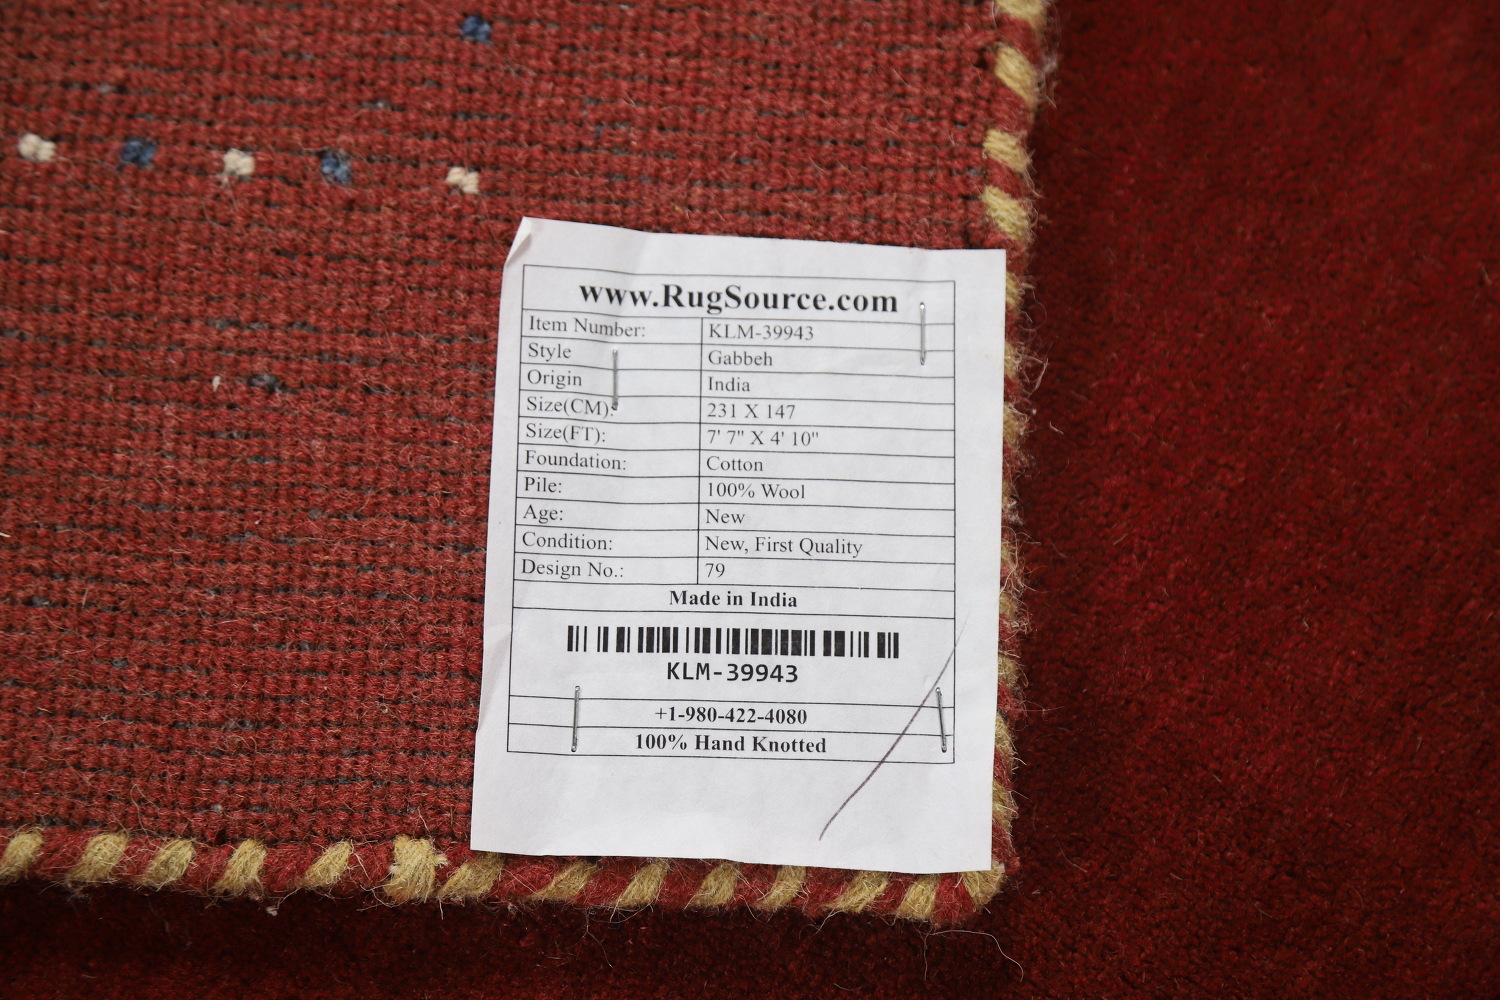 www.RugSource.com
Item Number: KLM-39943
Style Gabbeh
Origin India
Size(CM): 231 X 147
Size(FT): 7' 7" X 4' 10"
Foundation: Cotton
Pile: 100% Wool
Age: New
Condition: New, First Quality
Design No.: 79
Made in India
KLM-39943
+1-980-422-4080
100% Hand Knotted